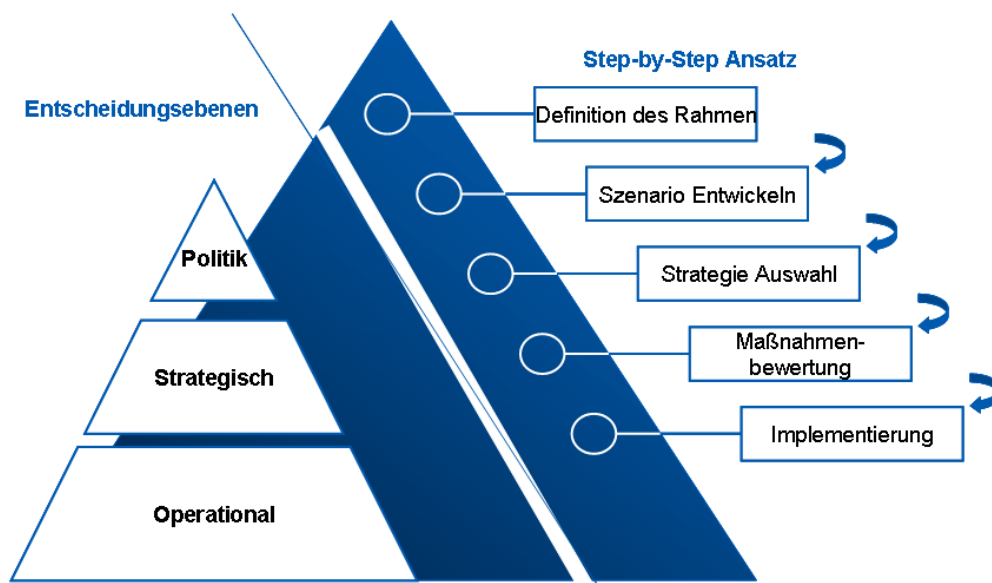 Step-by-Step Ansatz
Entscheidungsebenen
Definition des Rahmen
Szenario Entwickeln
Politik
Strategie Auswahl
Maßnahmen-
bewertung
Strategisch
Implementierung
Operational